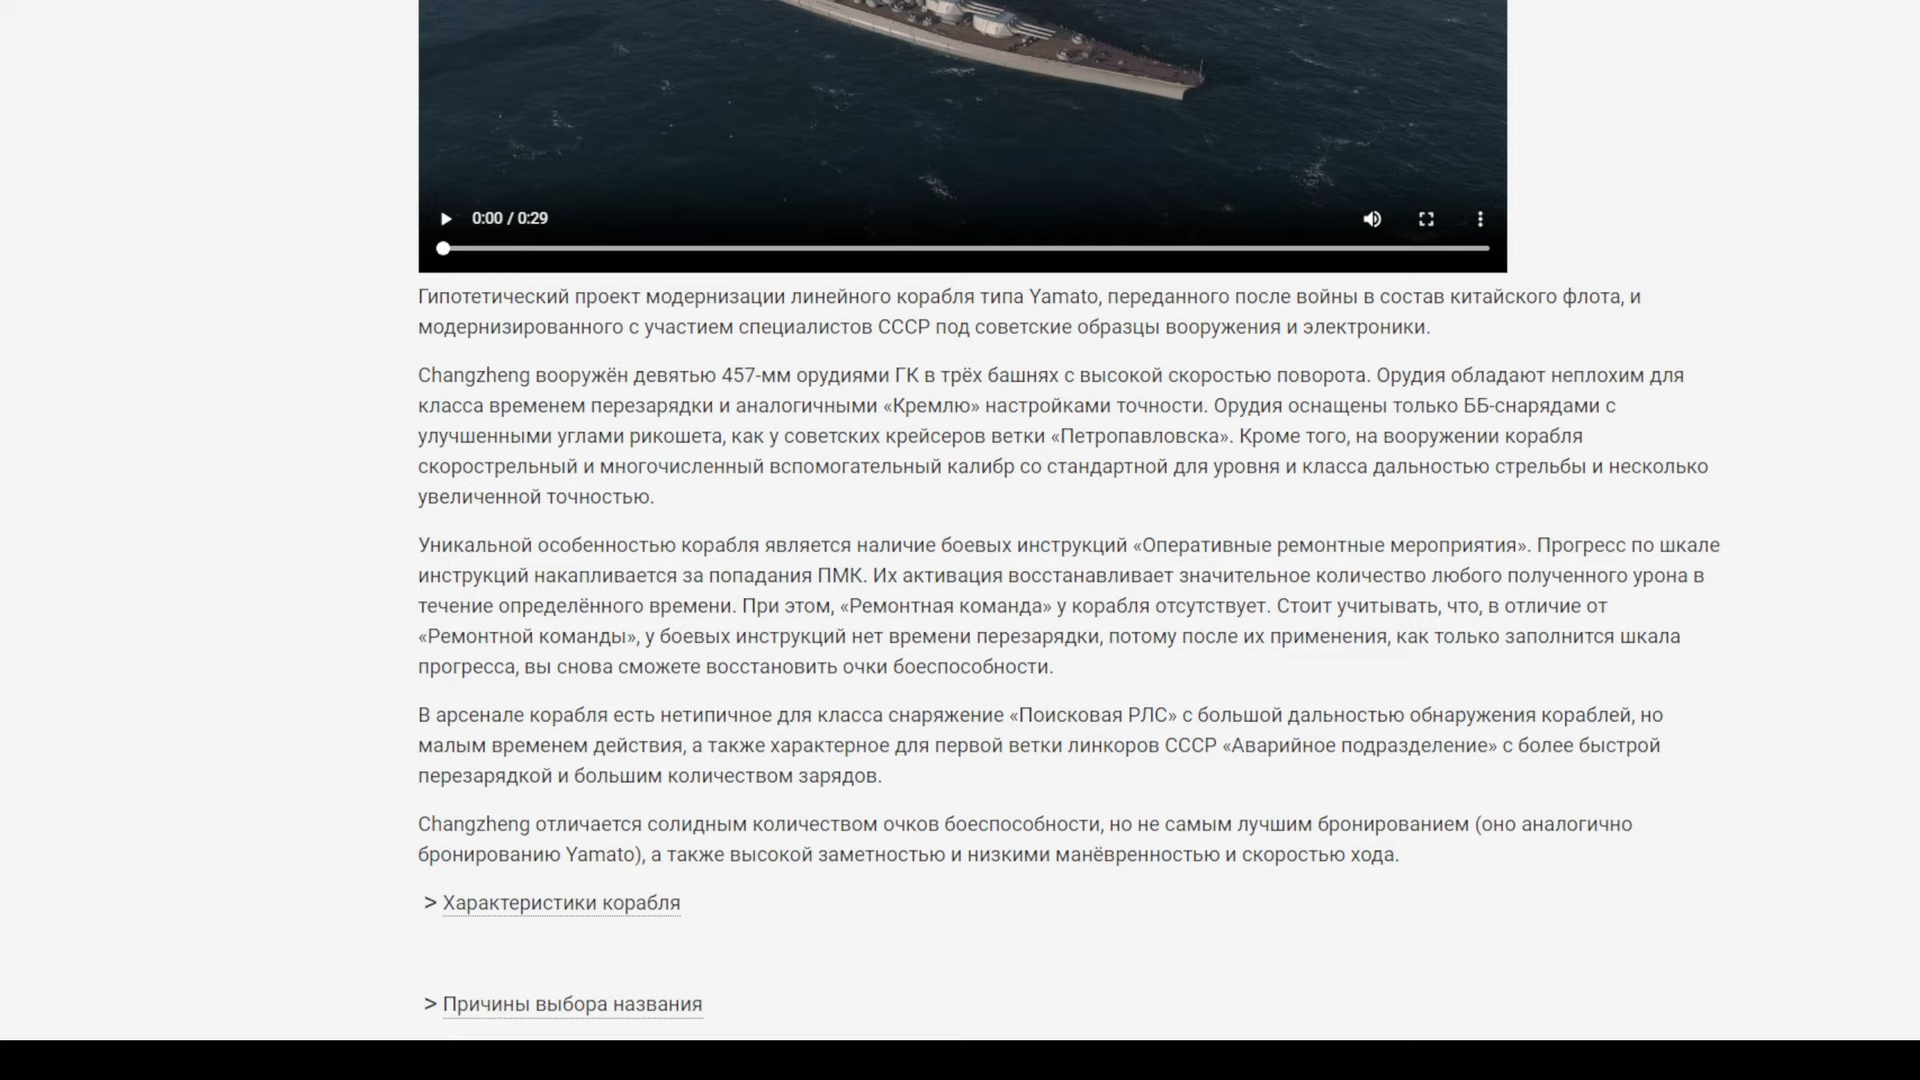 0:00 / 0:29
Гипотетический проект модернизации линейного корабля типа Yamato, переданного после войны в состав китайского флота, и
модернизированного с участием специалистов СССР под советские образцы вооружения и электроники.
Changzheng вооружён девятью 457-мм орудиями ГК в трёх башнях с высокой скоростью поворота. Орудия обладают неплохим для
класса временем перезарядки и аналогичными «Кремлю» настройками точности. Орудия оснащены только ББ-снарядами с
улучшенными углами рикошета, как у советских крейсеров ветки «Петропавловска». Кроме того, на вооружении корабля
скорострельный и многочисленный вспомогательный калибр со стандартной для уровня и класса дальностью стрельбы и несколько
увеличенной точностью.
Уникальной особенностью корабля является наличие боевых инструкций «Оперативные ремонтные мероприятия». Прогресс по шкале
инструкций накапливается за попадания ПМК. Их активация восстанавливает значительное количество любого полученного урона в
течение определённого времени. При этом, «Ремонтная команда» у корабля отсутствует. Стоит учитывать, что, в отличие от
«Ремонтной команды», у боевых инструкций нет времени перезарядки, потому после их применения, как только заполнится шкала
прогресса, вы снова сможете восстановить очки боеспособности.
В арсенале корабля есть нетипичное для класса снаряжение «Поисковая РЛС» с большой дальностью обнаружения кораблей, но
малым временем действия, а также характерное для первой ветки линкоров СССР «Аварийное подразделение» с более быстрой
перезарядкой и большим количеством зарядов.
Changzheng отличается солидным количеством очков боеспособности, но не самым лучшим бронированием (оно аналогично
бронированию Yamato), а также высокой заметностью и низкими манёвренностью и скоростью хода.
> Характеристики корабля
> Причины выбора названия